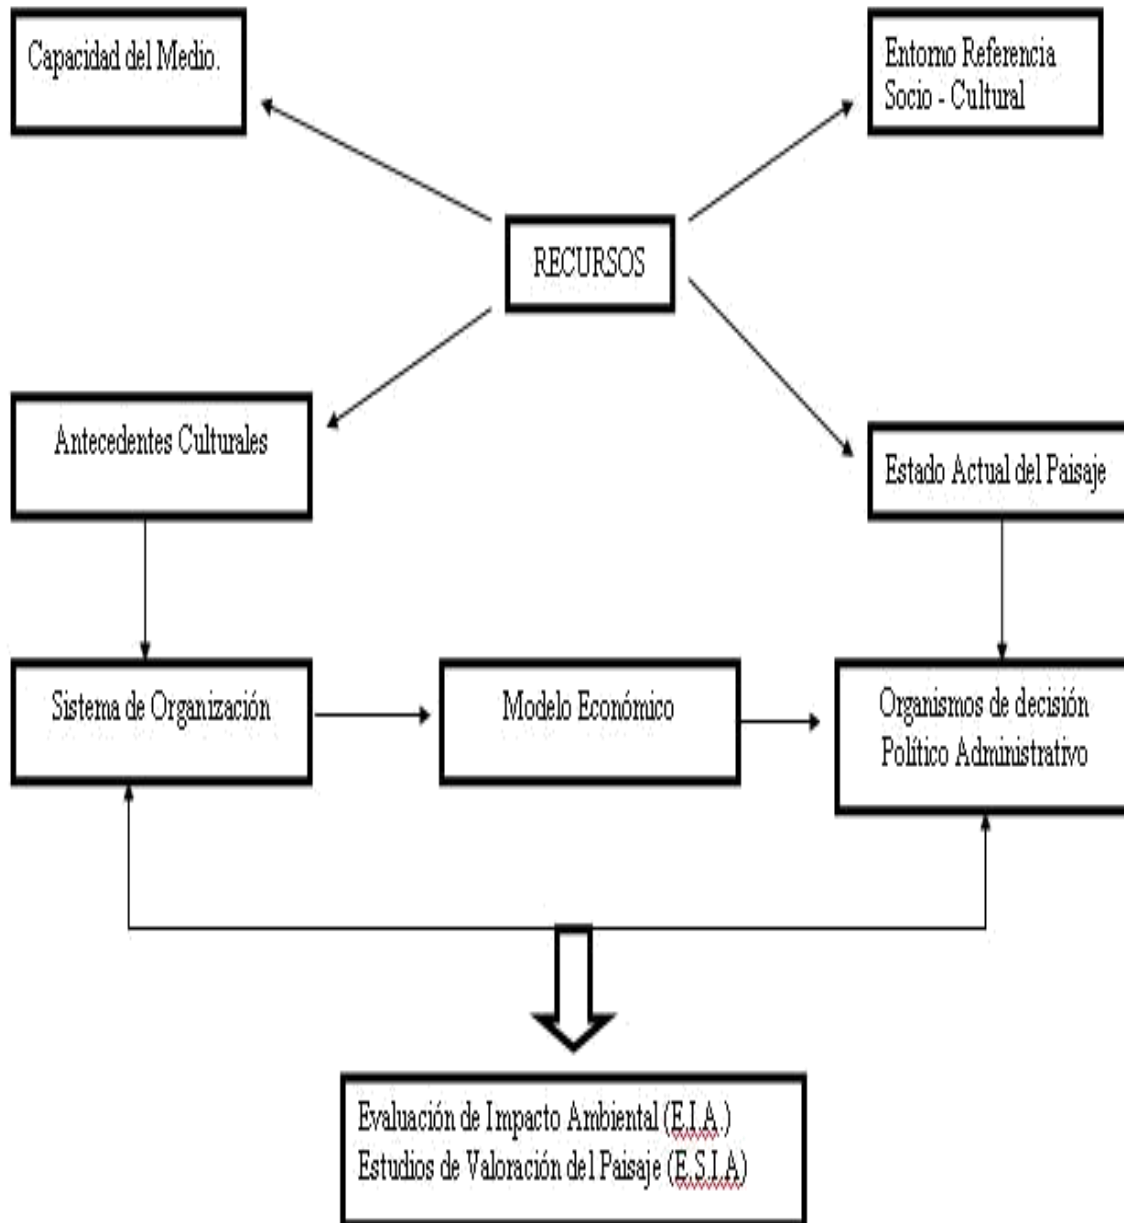 Capacidad del Medio.
Entorno Referencia
Socio - Cultural
RECURSOS
Antecedentes Culturales
Estado Actual del Paisaje
Sistema de Organización
Modelo Económico
Organismos de decisión
Político Administrativo
Evaluación de Impacto Ambiental (E.I.A.)
Estudios de Valoración del Paisaje (E.S.I.A)